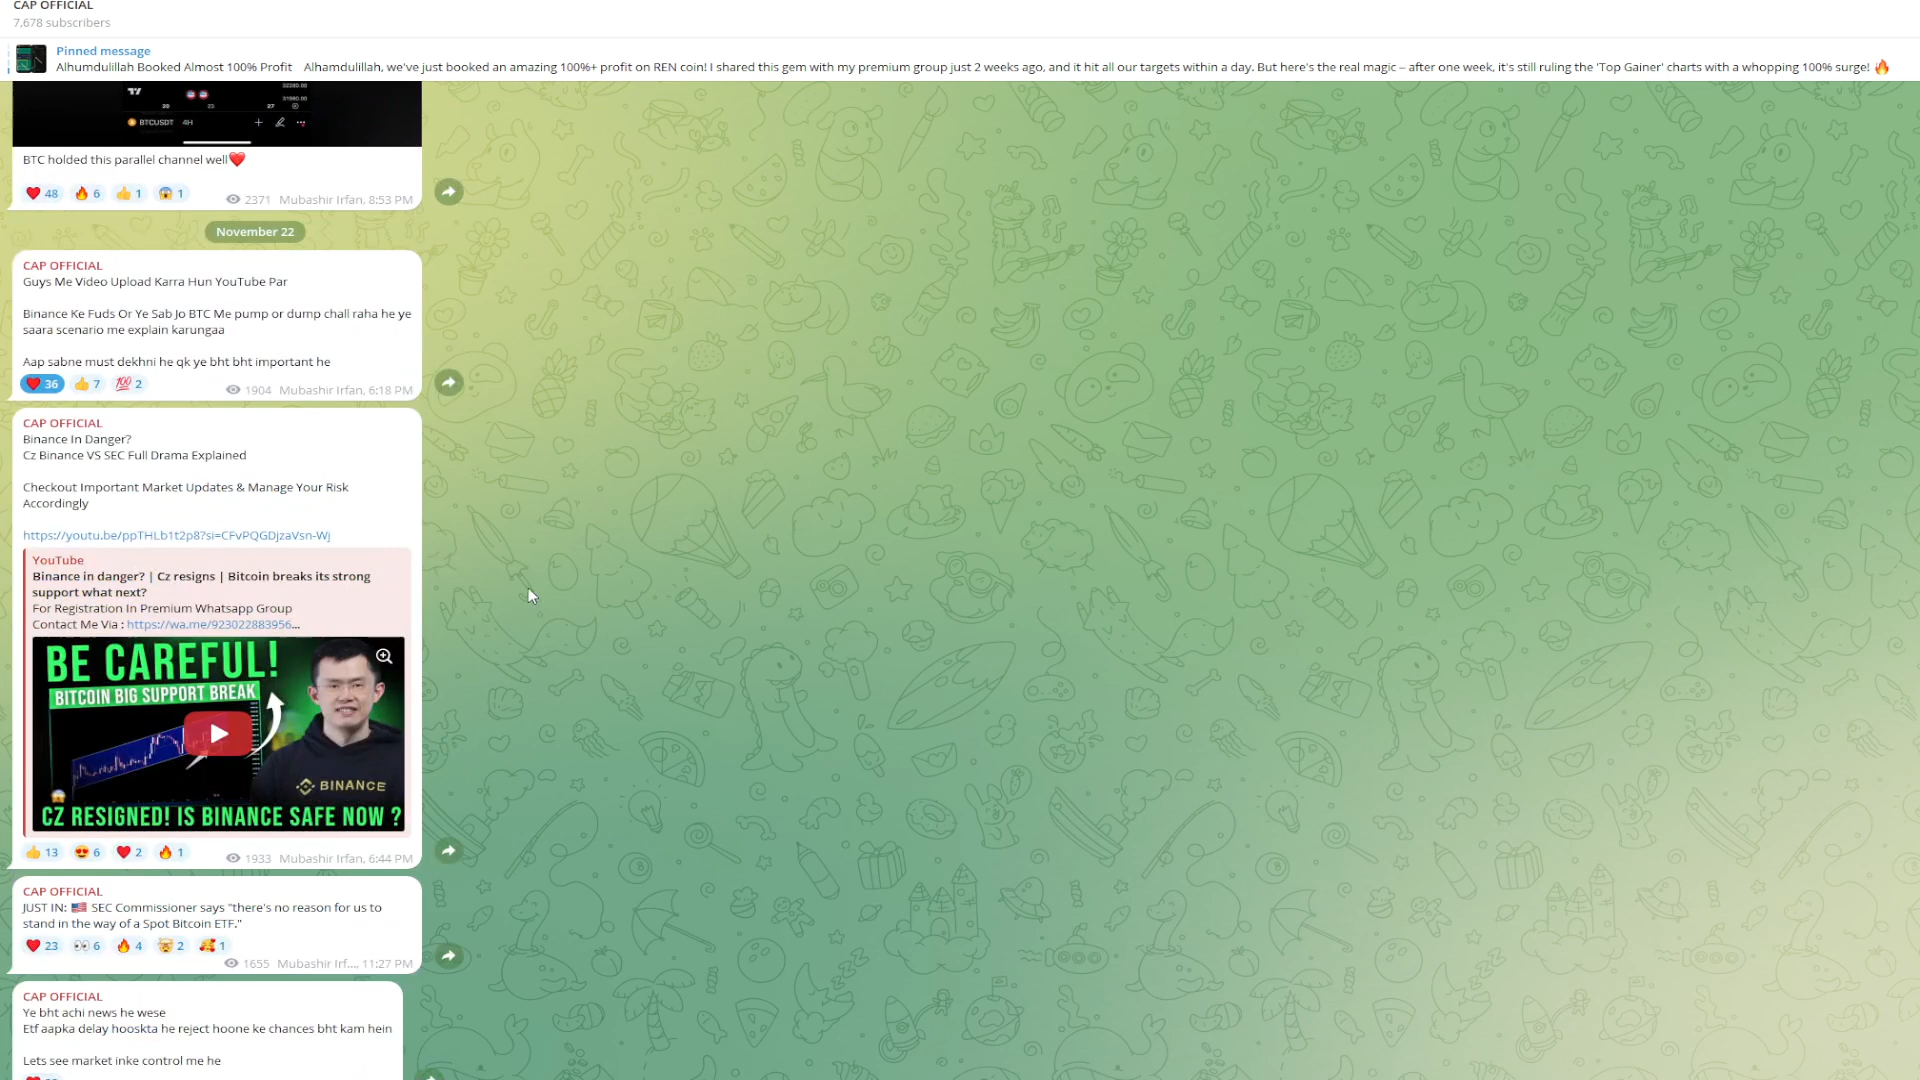 CAP OFFICIAL
7,678 subscribers
Pinned message
Alhumdulillah Booked Almost 100% Profit Alhamdulillah, we've just booked an amazing 100%+ profit on REN coin! I shared this gem with my premium group just 2 weeks ago, and it hit all our targets within a day. But here's the real magic – after one week, it's still ruling the 'Top Gainer' charts with a whopping 100% surge! 🔥
20 23 27
BTCUSDT 4H
BTC holded this parallel channel well❤️
❤️ 48 🔥 6 👍 1 😱 1
2371 Mubashir Irfan, 8:53 PM
November 22
CAP OFFICIAL
Guys Me Video Upload Karra Hun YouTube Par
Binance Ke Fuds Or Ye Sab Jo BTC Me pump or dump chall raha he ye
saara scenario me explain karungaa
Aap sabne must dekhni he qk ye bht bht important he
❤️ 36 👍 7 💯 2
1904 Mubashir Irfan, 6:18 PM
CAP OFFICIAL
Binance In Danger?
Cz Binance VS SEC Full Drama Explained
Checkout Important Market Updates & Manage Your Risk
Accordingly
https://youtu.be/ppTHLb1t2p8?si=CFvPQGDjzaVsn-Wj
YouTube
Binance in danger? | Cz resigns | Bitcoin breaks its strong
support what next?
For Registration In Premium Whatsapp Group
Contact Me Via : https://wa.me/923022883956...
BE CAREFUL!
BITCOIN BIG SUPPORT BREAK
BINANCE
CZ RESIGNED! IS BINANCE SAFE NOW ?
👍 13 😍 6 ❤️ 2 🔥 1
1933 Mubashir Irfan, 6:44 PM
CAP OFFICIAL
JUST IN: 🇺🇸 SEC Commissioner says "there's no reason for us to
stand in the way of a Spot Bitcoin ETF."
❤️ 23 👀 6 🔥 4 🤯 2 🥰 1
1655 Mubashir Irf..., 11:27 PM
CAP OFFICIAL
Ye bht achi news he wese
Etf aapka delay hooskta he reject hoone ke chances bht kam hein
Lets see market inke control me he